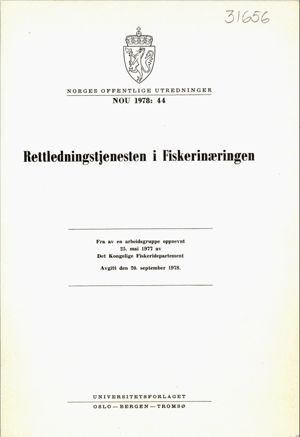 31656
NORGES OFFENTLIGE UTREDNINGER
NOU 1978: 44
Rettledningstjenesten i Fiskerinæringen
Fra av en arbeidsgruppe oppnevnt
25. mai 1977 av
Det Kongelige Fiskeridepartement
Avgitt den 20. september 1978.
UNIVERSITETSFORLAGET
OSLO — BERGEN — TROMSØ